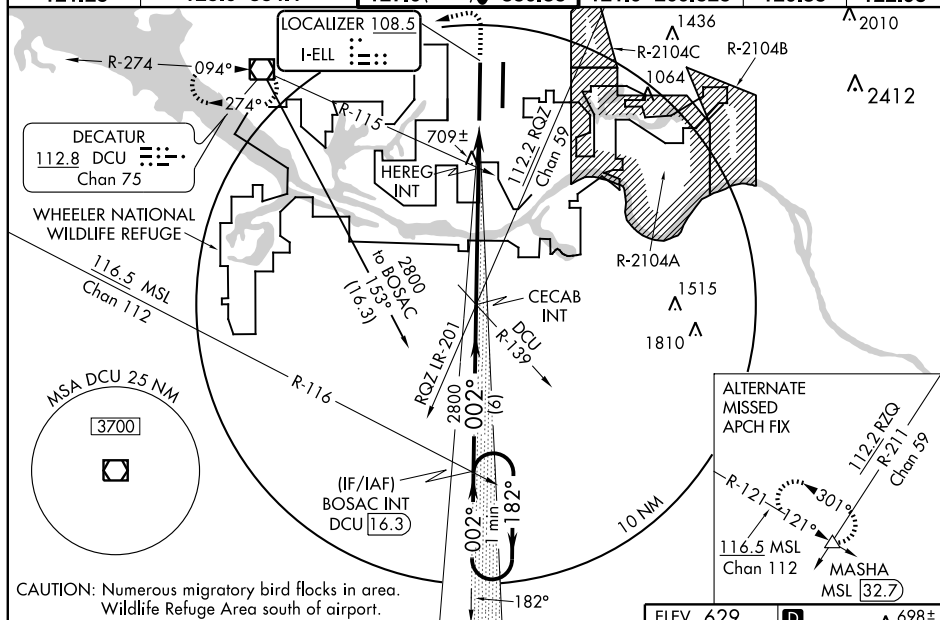 LOCALIZER 108.5
I-ELL
1436
2010
R-2104C
R-2104B
1064
2412
R-274
094°
274°
R-115
709±
HEREG
INT
112.2 RQZ
Chan 59
DECATUR
112.8 DCU
Chan 75
WHEELER NATIONAL
WILDLIFE REFUGE
R-2104A
116.5 MSL
Chan 112
2800
to BOSAC
153°
(16.3)
1515
1810
CECAB
INT
DCU
R-139
RQZ LR-201
R-116
2800
002°
(6)
MSA DCU 25 NM
3700
(IF/IAF)
BOSAC INT
DCU 16.3
002°
1 min
182°
10 NM
182°
ALTERNATE
MISSED
APCH FIX
112.2 RZQ
R-211
Chan 59
R-121
301°
121°
116.5 MSL
Chan 112
MASHA
MSL 32.7
CAUTION: Numerous migratory bird flocks in area.
Wildlife Refuge Area south of airport.
ELEV 629
D
698±